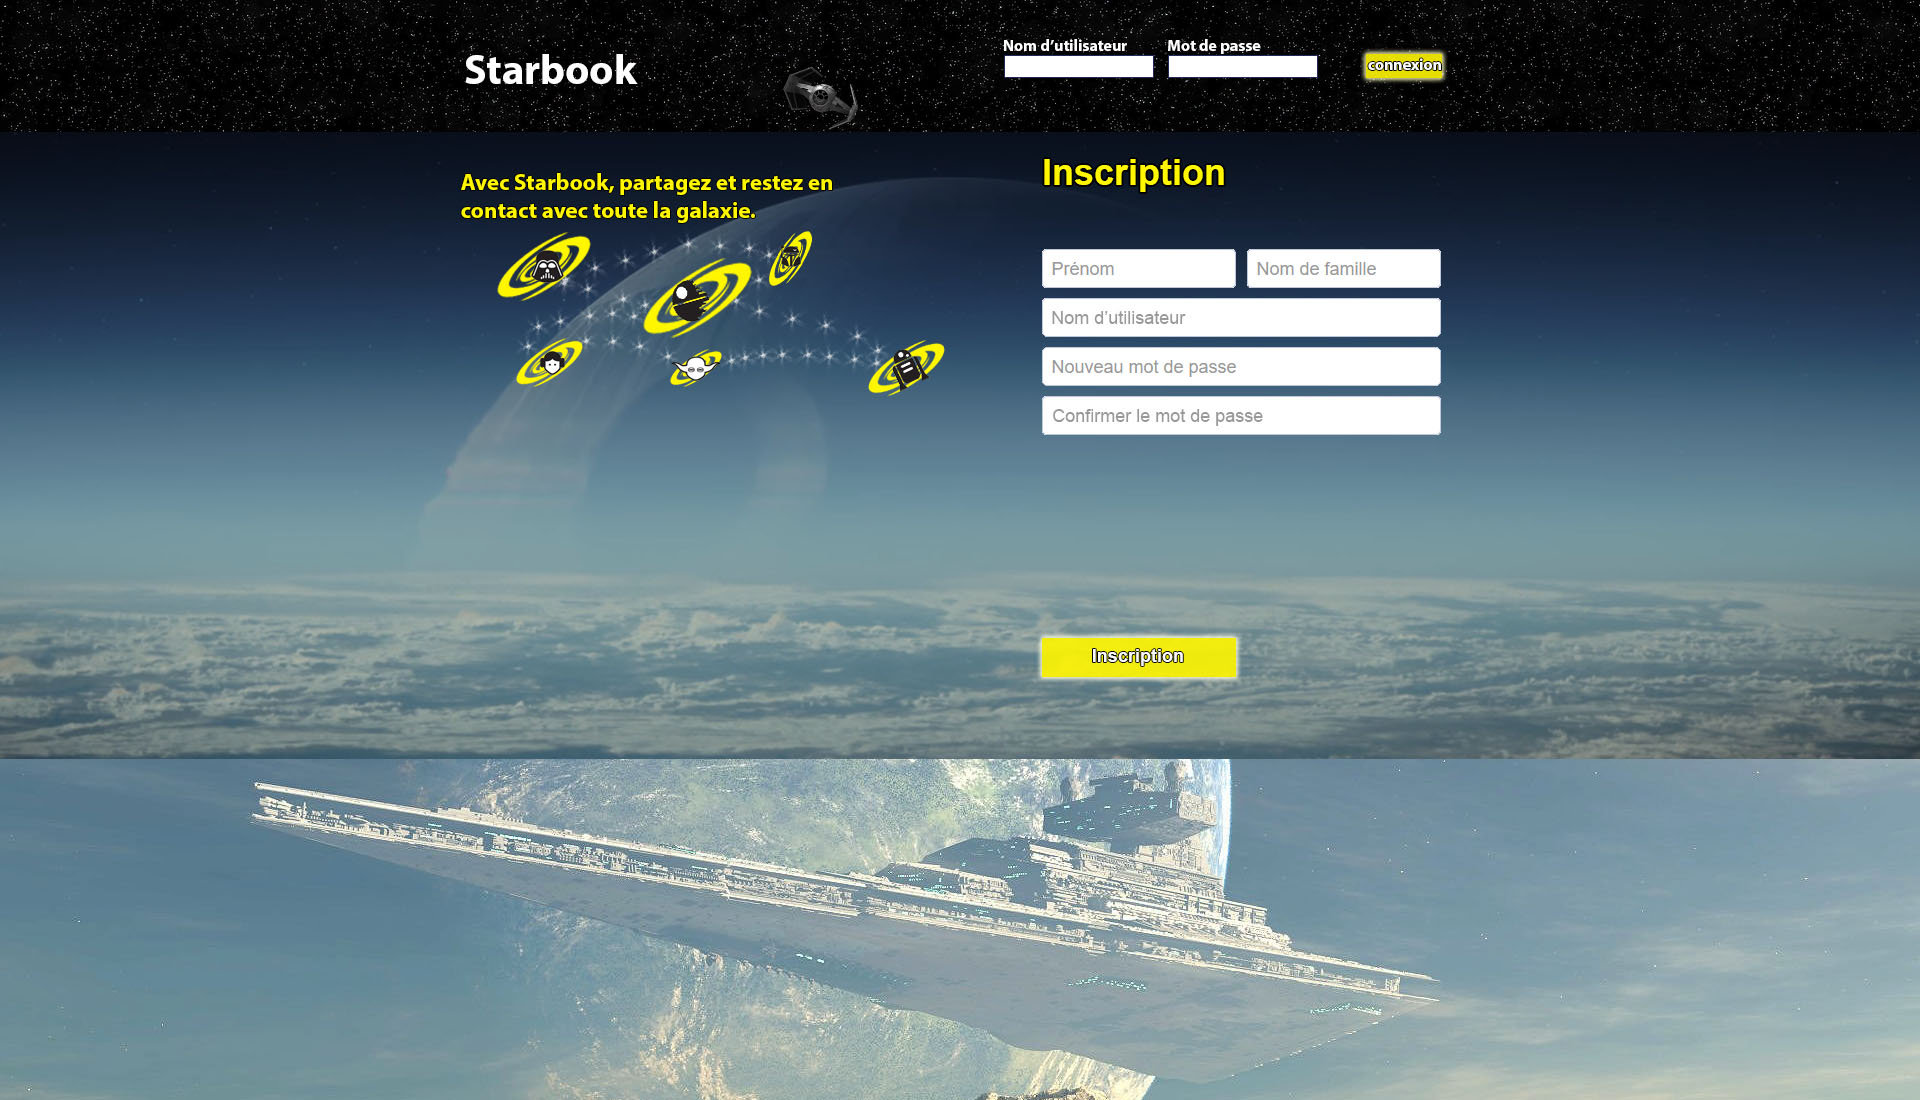 Starbook
Nom d'utilisateur
Mot de passe
connexion
Avec Starbook, partagez et restez en
contact avec toute la galaxie.
Inscription
Prénom
Nom de famille
Nom d'utilisateur
Nouveau mot de passe
Confirmer le mot de passe
Inscription